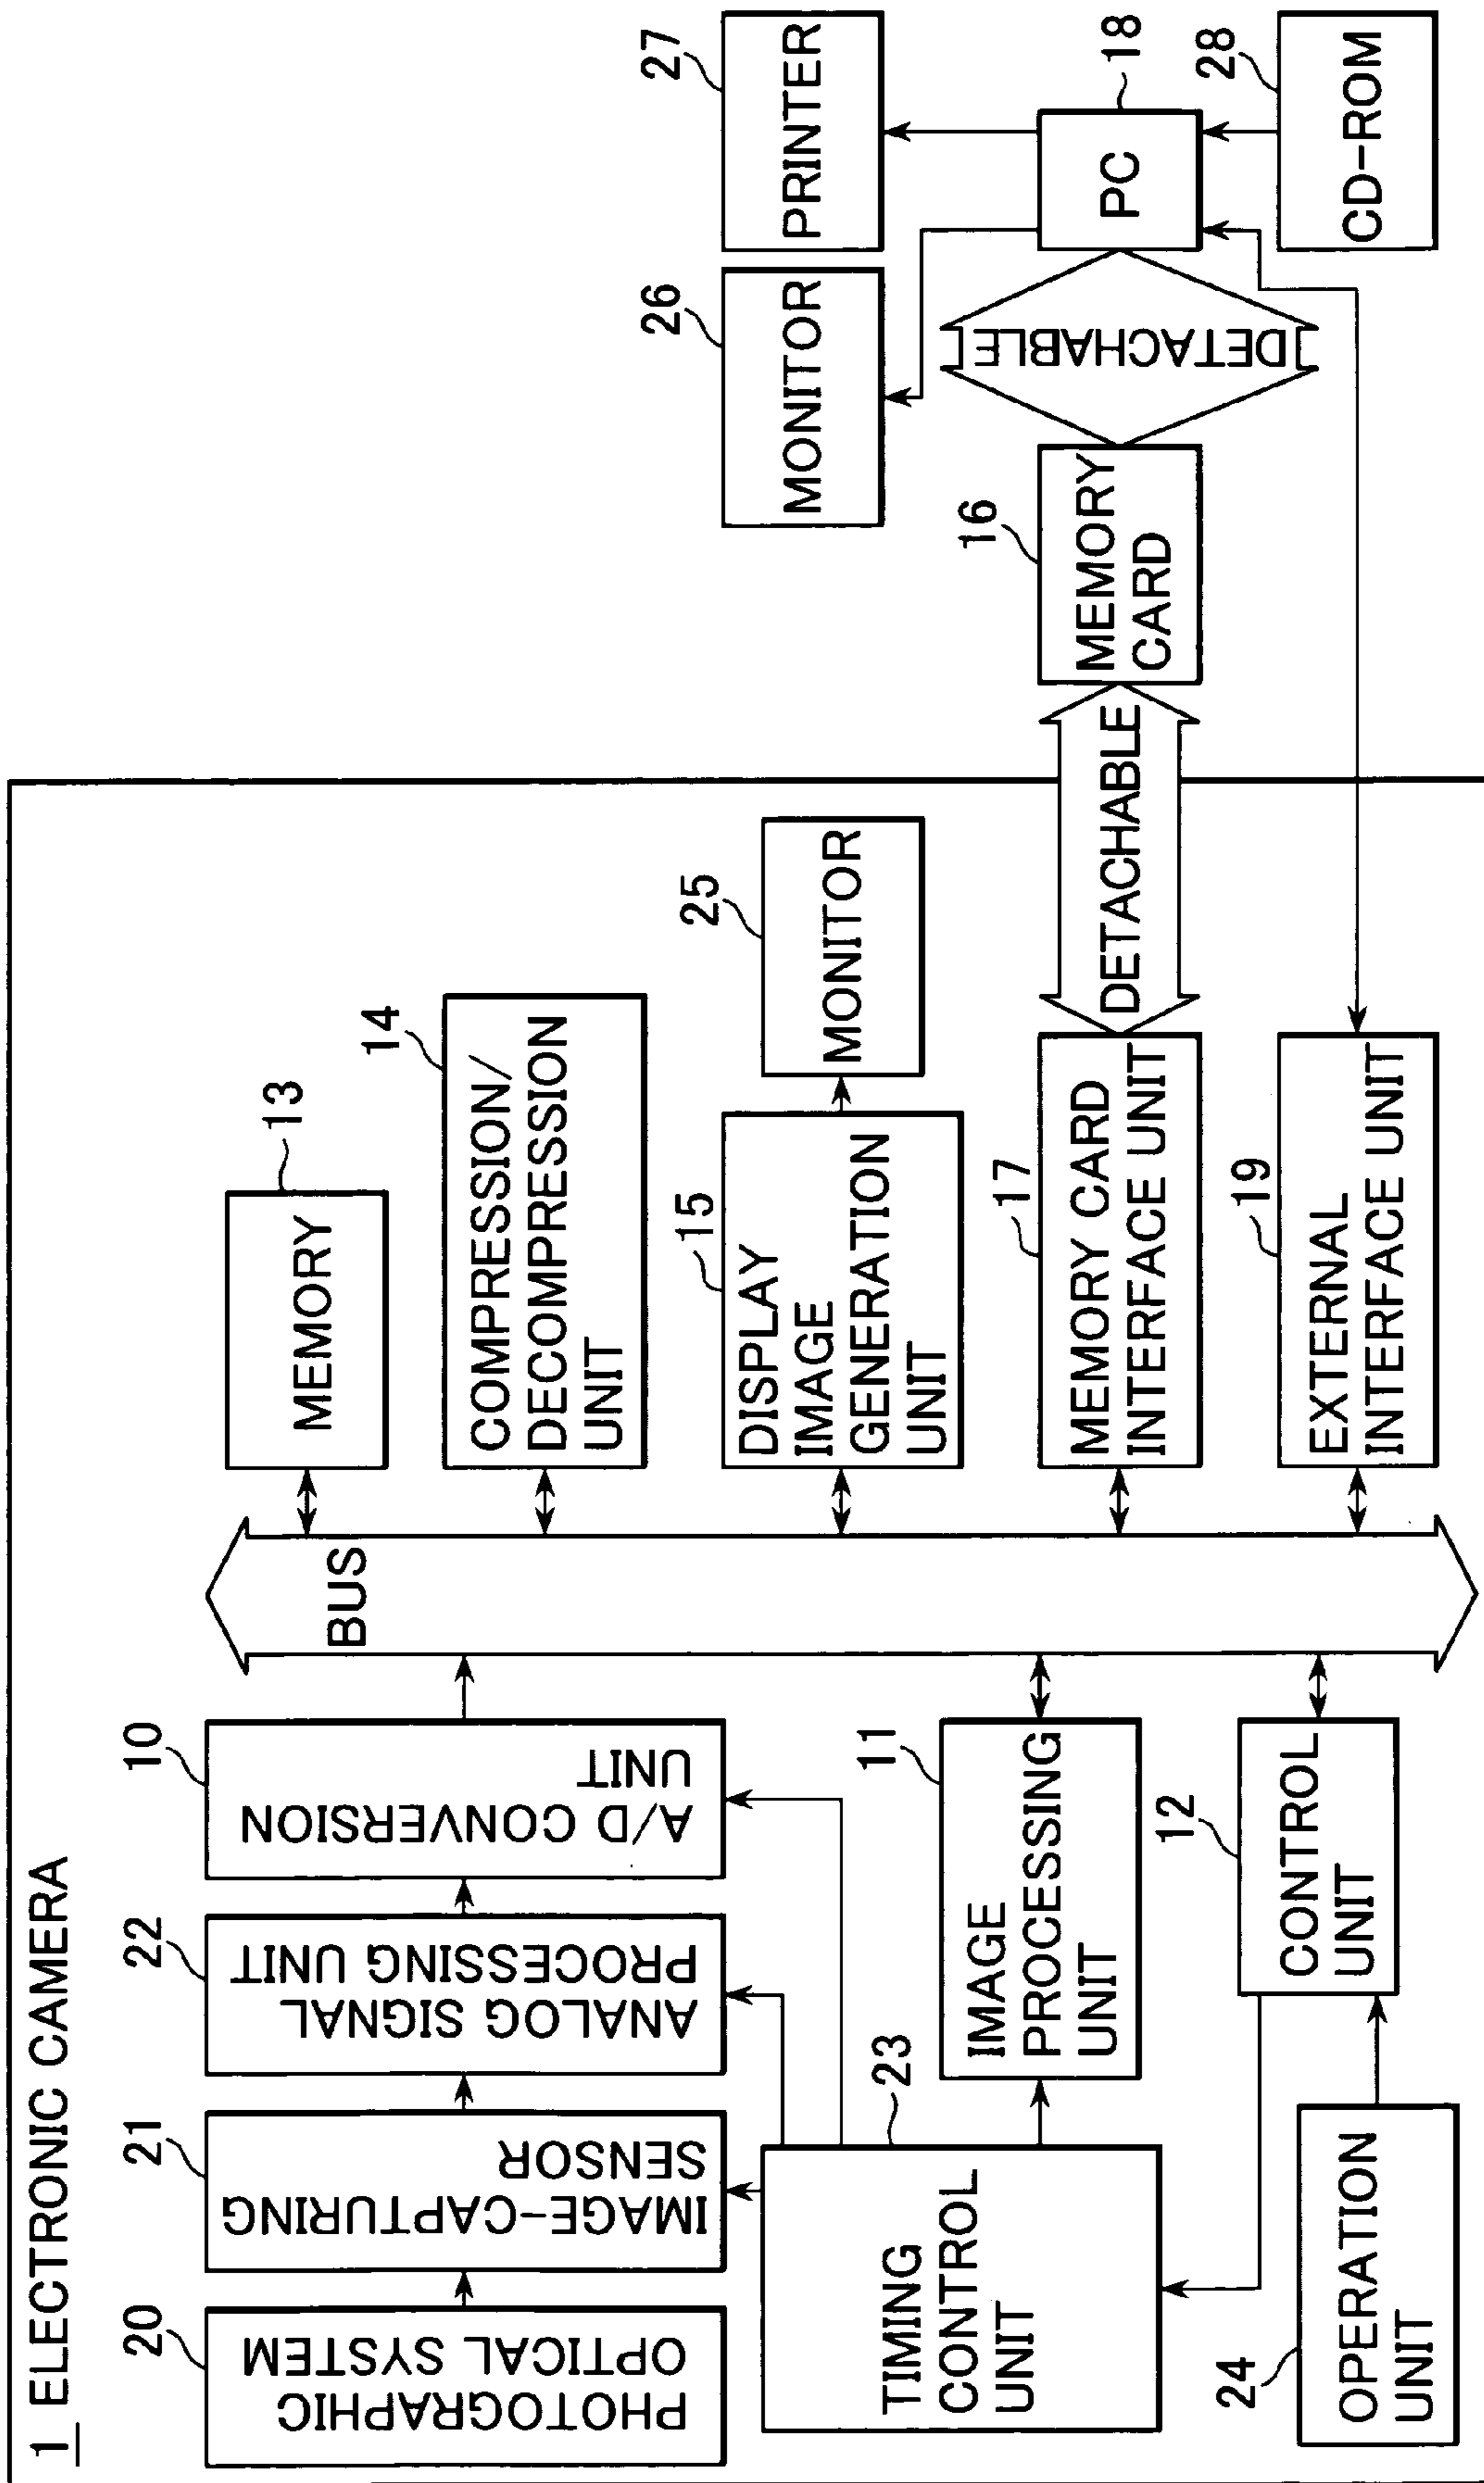 1 ELECTRONIC CAMERA
20
PHOTOGRAPHIC
OPTICAL SYSTEM
21
IMAGE-CAPTURING
SENSOR
22
ANALOG SIGNAL
PROCESSING UNIT
10
A/D CONVERSION
UNIT
BUS
13
MEMORY
14
COMPRESSION/
DECOMPRESSION
UNIT
15
DISPLAY
IMAGE
GENERATION
UNIT
25
MONITOR
23
TIMING
CONTROL
UNIT
11
IMAGE
PROCESSING
UNIT
12
CONTROL
UNIT
24
OPERATION
UNIT
17
MEMORY CARD
INTERFACE UNIT
DETACHABLE
16
MEMORY
CARD
DETACHABLE
18
PC
26
MONITOR
27
PRINTER
19
EXTERNAL
INTERFACE UNIT
28
CD-ROM